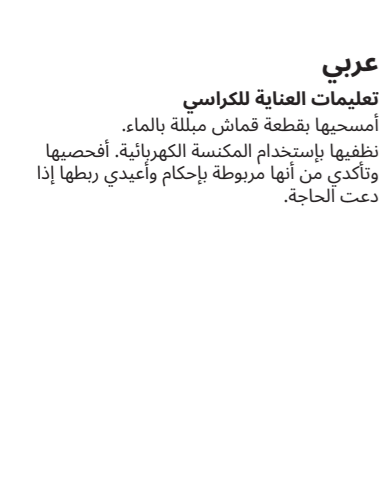 عربي
تعليمات العناية للكراسي
أمسحيها بقطعة قماش مبللة بالماء.
نظفيها بإستخدام المكنسة الكهربائية. أفحصيها
وتأكدي من أنها مربوطة بإحكام وأعيدي ربطها إذا
دعت الحاجة.